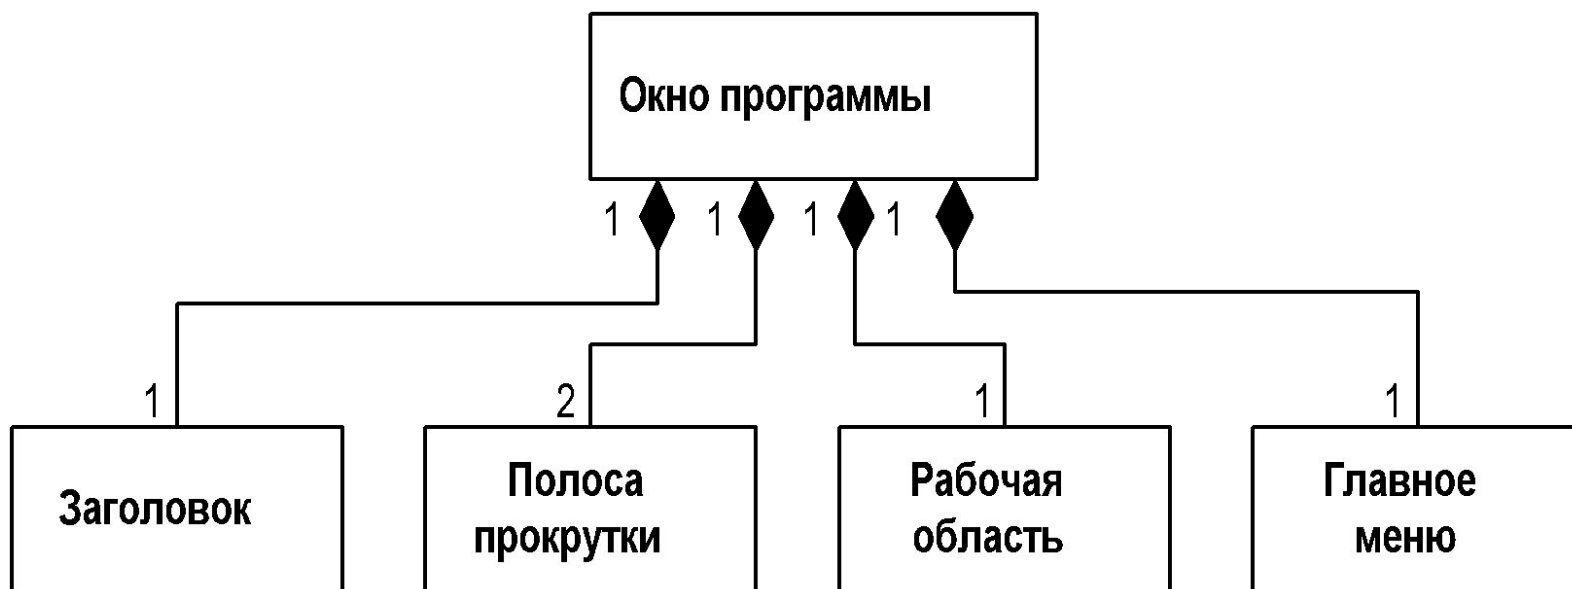 Окно программы
1 1 1 1
1 2 1 1
Заголовок
Полоса
прокрутки
Рабочая
область
Главное
меню